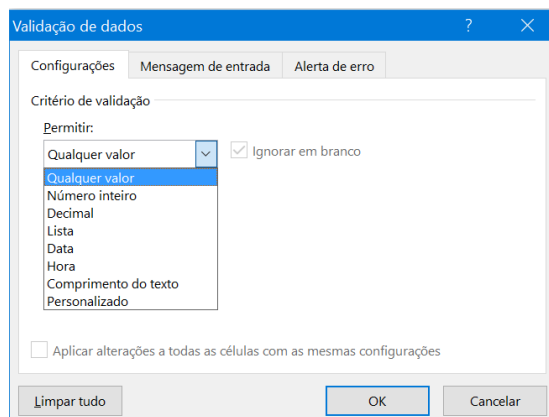 Validação de dados
Configurações Mensagem de entrada Alerta de erro
Critério de validação
Permitir:
Qualquer valor Ignorar em branco
Qualquer valor
Número inteiro
Decimal
Lista
Data
Hora
Comprimento do texto
Personalizado
Aplicar alterações a todas as células com as mesmas configurações
Limpar tudo OK Cancelar